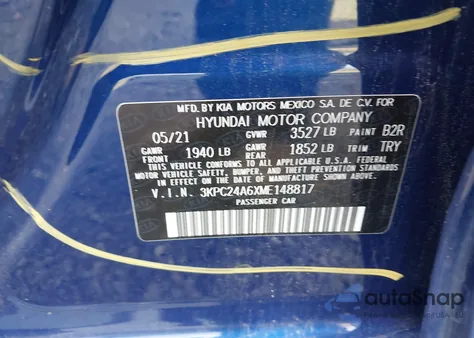 MFD. BY KIA MOTORS MEXICO S.A. DE C.V. FOR
HYUNDAI MOTOR COMPANY
05/21 GVWR 3527 LB PAINT B2R
GAWR FRONT 1940 LB GAWR REAR 1852 LB TRIM TRY
THIS VEHICLE CONFORMS TO ALL APPLICABLE U.S.A. FEDERAL
MOTOR VEHICLE SAFETY, BUMPER, AND THEFT PREVENTION
STANDARDS IN EFFECT ON THE DATE OF MANUFACTURE SHOWN ABOVE.
V.I.N. 3KPC24A6XME148817
PASSENGER CAR
autoSnap